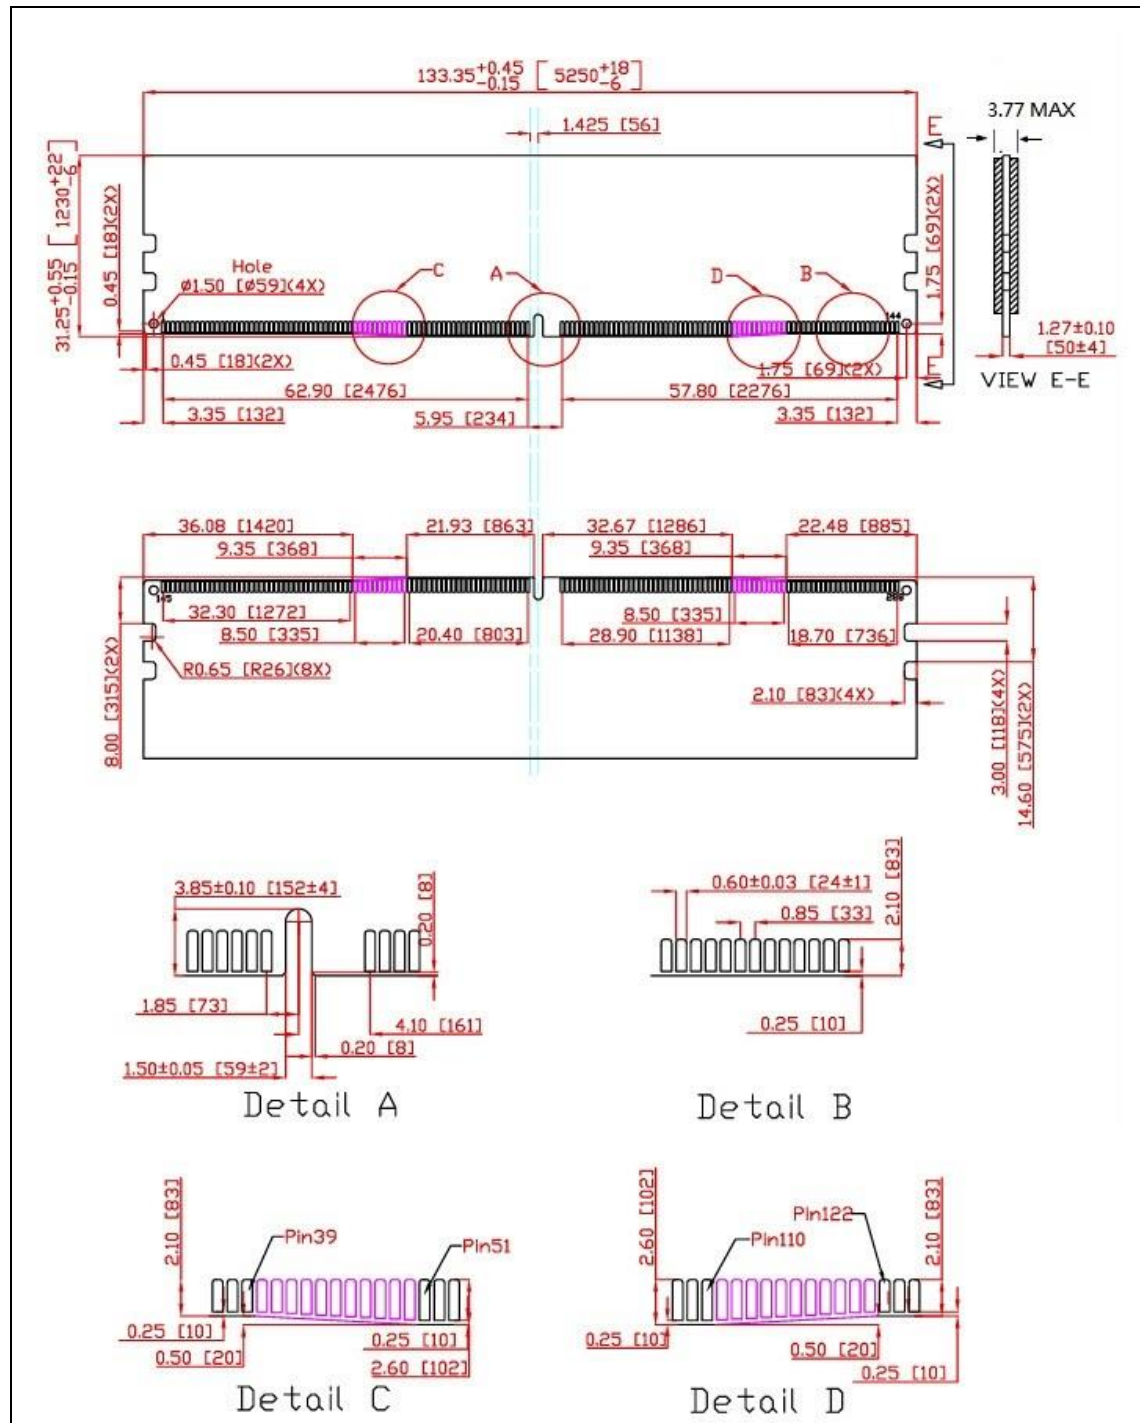 133.35+0.45 -0.15 [5250+18 -6]
1.425 [56]
3.77 MAX
E
31.25+0.55 -0.15 [1230+22 -6]
0.45 [18](2X)
Hole
Ø1.50 [Ø59](4X)
C
A
D
B
1.75 [69](2X)
144
1.27±0.10
[50±4]
0.45 [18](2X)
1.75 [69](2X)
E
VIEW E-E
62.90 [2476]
57.80 [2276]
3.35 [132]
5.95 [234]
3.35 [132]
36.08 [1420]
21.93 [863]
32.67 [1286]
22.48 [885]
9.35 [368]
9.35 [368]
145
288
32.30 [1272]
8.50 [335]
8.50 [335]
20.40 [803]
28.90 [1138]
18.70 [736]
R0.65 [R26](8X)
8.00 [315](2X)
2.10 [83](4X)
3.00 [118](4X)
14.60 [575](2X)
3.85±0.10 [152±4]
0.20 [8]
1.85 [73]
4.10 [161]
0.20 [8]
1.50±0.05 [59±2]
Detail A
0.60±0.03 [24±1]
0.85 [33]
2.10 [83]
0.25 [10]
Detail B
2.10 [83]
Pin39
Pin51
0.25 [10]
0.50 [20]
0.25 [10]
2.60 [102]
Detail C
2.60 [102]
Pin122
Pin110
2.10 [83]
0.25 [10]
0.50 [20]
0.25 [10]
Detail D